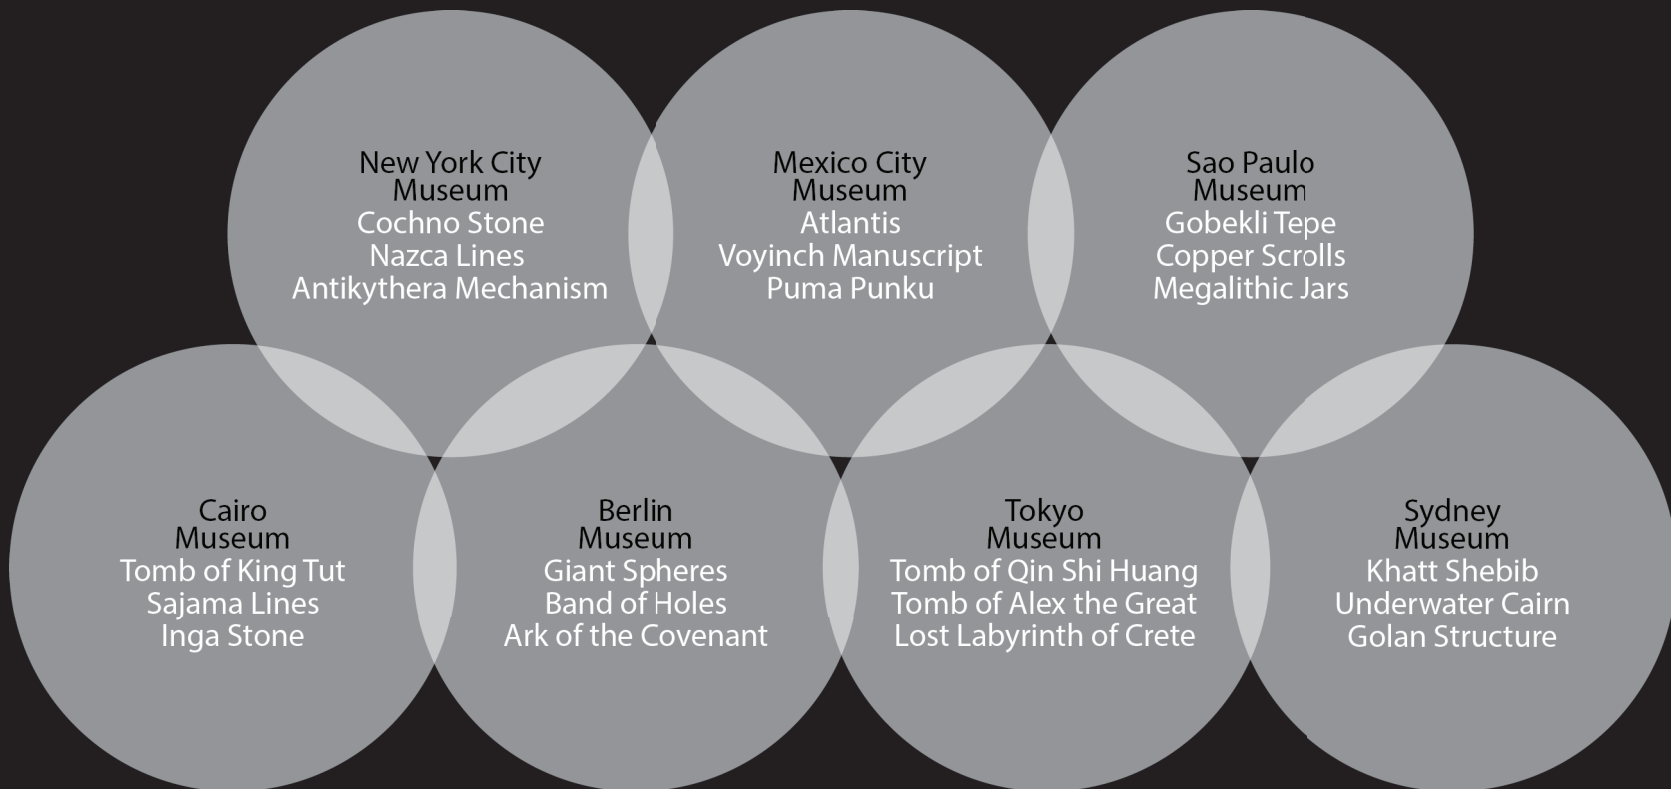 New York City
Museum
Cochno Stone
Nazca Lines
Antikythera Mechanism
Mexico City
Museum
Atlantis
Voyinch Manuscript
Puma Punku
Sao Paulo
Museum
Gobekli Tepe
Copper Scrolls
Megalithic Jars
Cairo
Museum
Tomb of King Tut
Sajama Lines
Inga Stone
Berlin
Museum
Giant Spheres
Band of Holes
Ark of the Covenant
Tokyo
Museum
Tomb of Qin Shi Huang
Tomb of Alex the Great
Lost Labyrinth of Crete
Sydney
Museum
Khatt Shebib
Underwater Cairn
Golan Structure